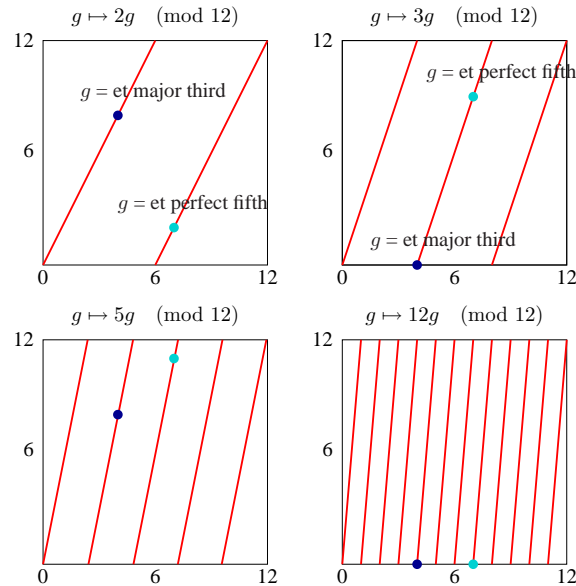 g ↦ 2g (mod 12)
g ↦ 3g (mod 12)
12
g = et major third
6
g = et perfect fifth
0
6
12
12
g = et perfect fifth
6
g = et major third
0
6
12
g ↦ 5g (mod 12)
g ↦ 12g (mod 12)
12
6
0
6
12
12
6
0
6
12